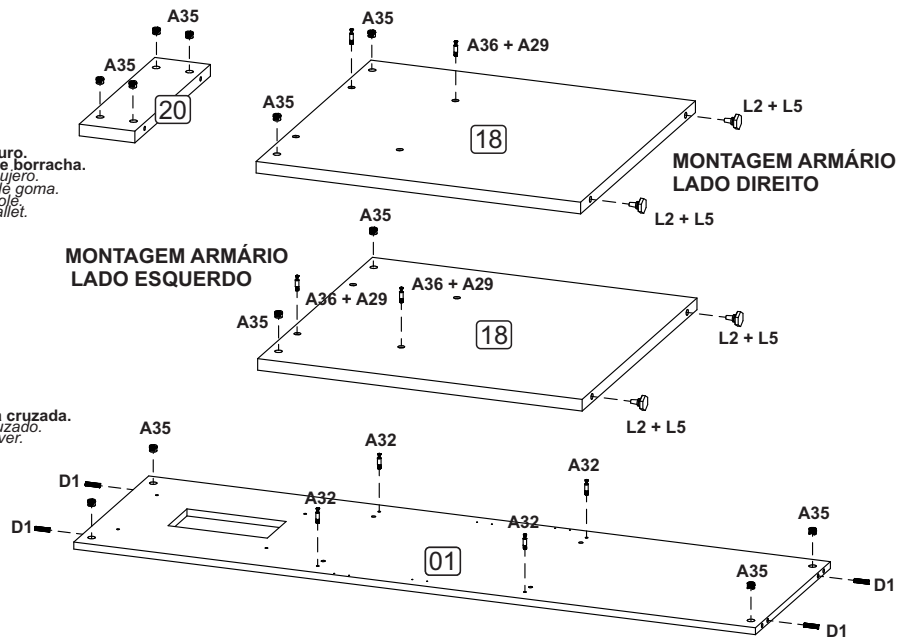 A35
A35
20
A35
A36 + A29
A35
18
L2 + L5
L2 + L5
MONTAGEM ARMÁRIO
LADO DIREITO
uro.
e borracha.
ujero.
de goma.
ole.
allet.
MONTAGEM ARMÁRIO
LADO ESQUERDO
A35
A36 + A29
A36 + A29
A35
18
L2 + L5
L2 + L5
a cruzada.
uzado.
ver.
A35
A32
A32
D1
A32
D1
A32
A35
01
A35
D1
D1